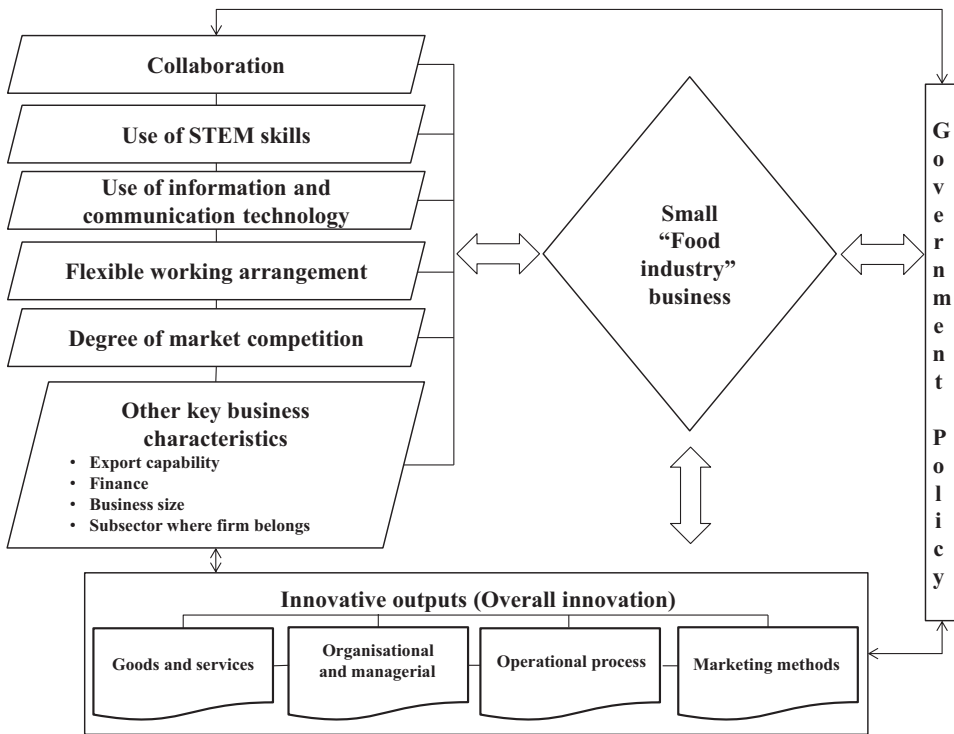 Collaboration
Use of STEM skills
Use of information and
communication technology
Flexible working arrangement
Degree of market competition
Other key business
characteristics
• Export capability
• Finance
• Business size
• Subsector where firm belongs
Small
“Food
industry”
business
Government Policy
Innovative outputs (Overall innovation)
Goods and services
Organisational
and managerial
Operational process
Marketing methods